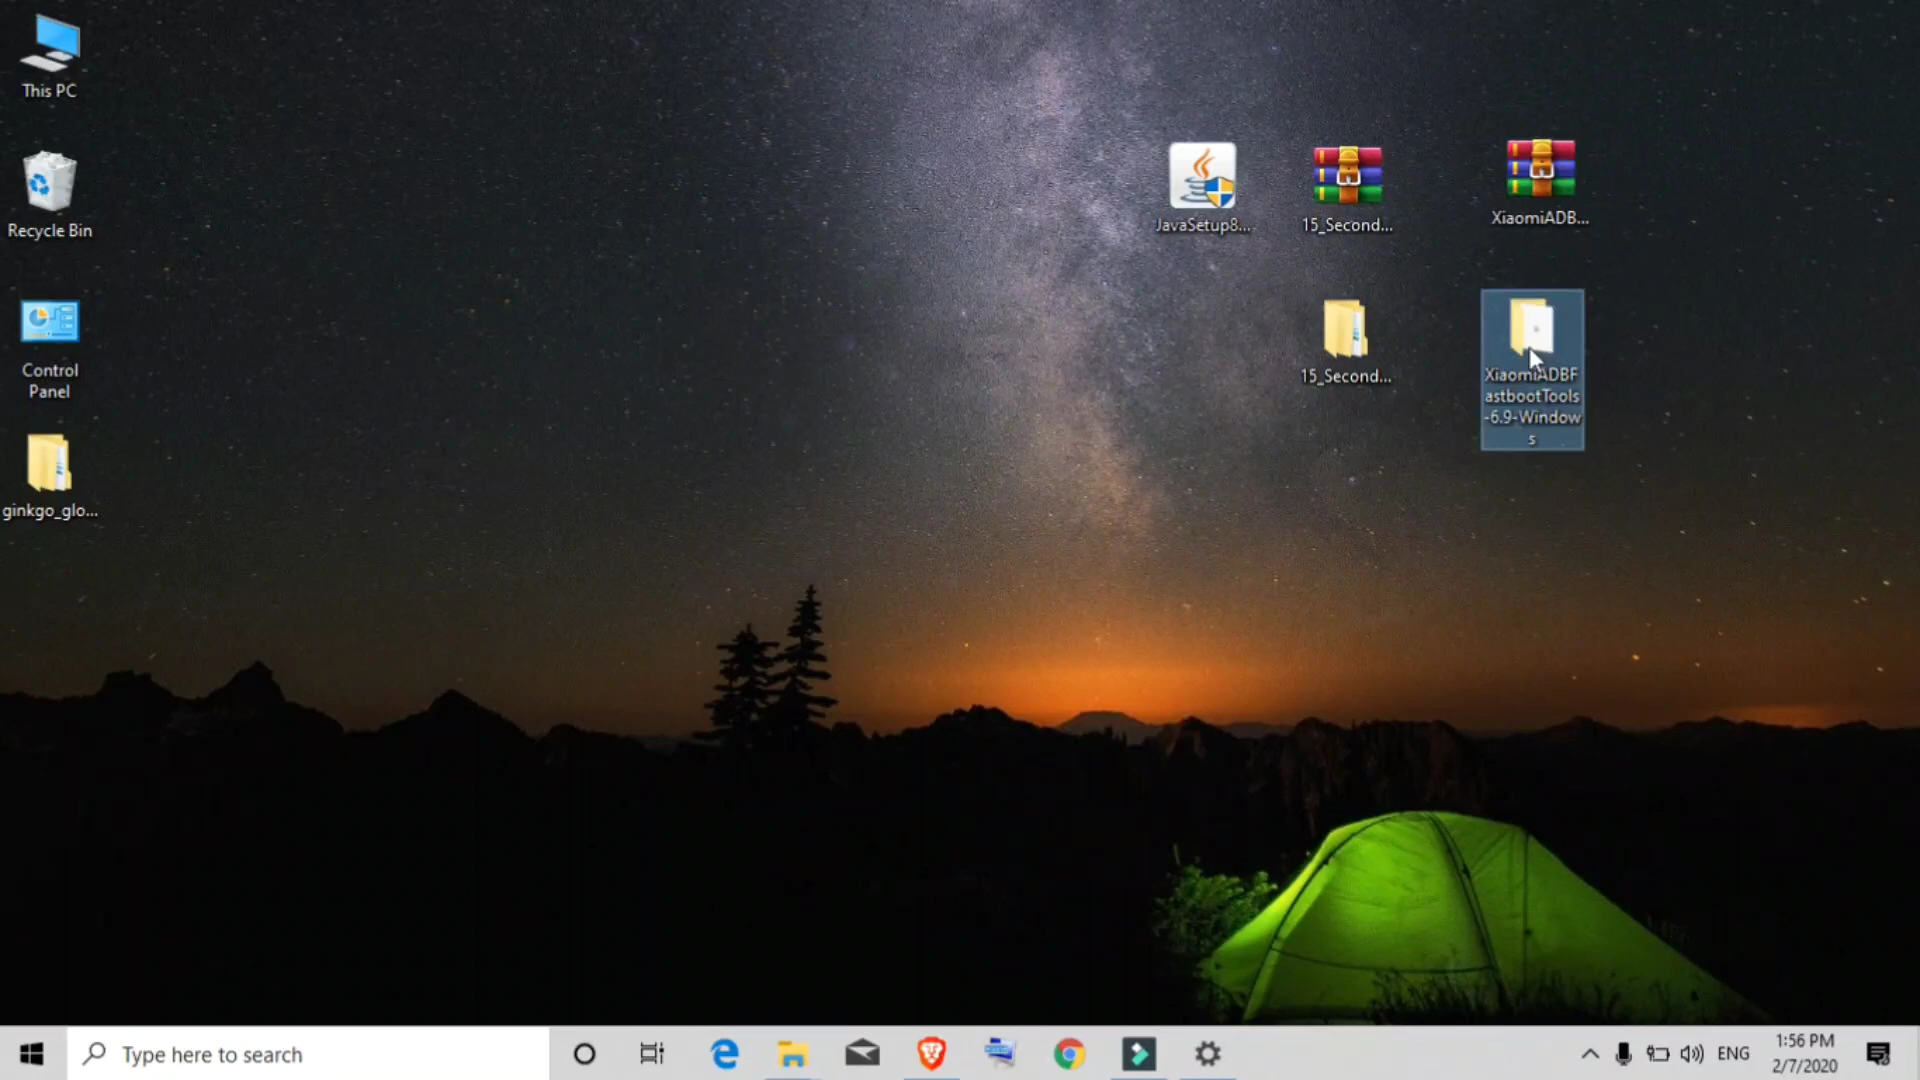 This PC
Recycle Bin
Control
Panel
ginkgo_glo...
JavaSetup8...
15_Second...
XiaomiADB...
15_Second...
XiaomiADBF
astbootTools
-6.9-Window
s
Type here to search
ENG
1:56 PM
2/7/2020